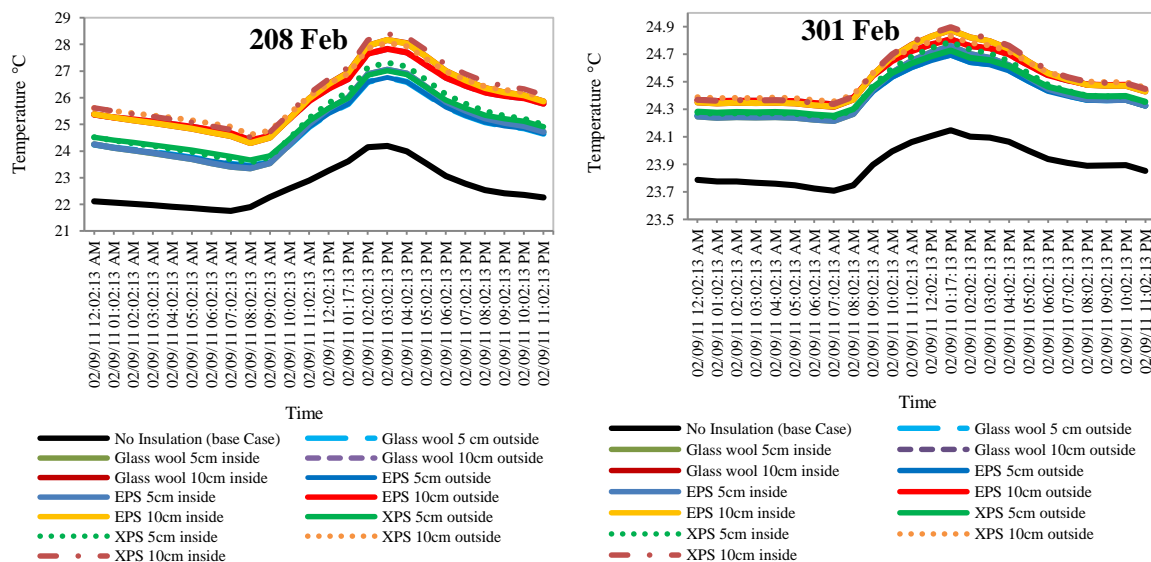 208 Feb
Temperature °C
29
28
27
26
25
24
23
22
21
02/09/11 12:02:13 AM
02/09/11 01:02:13 AM
02/09/11 02:02:13 AM
02/09/11 03:02:13 AM
02/09/11 04:02:13 AM
02/09/11 05:02:13 AM
02/09/11 06:02:13 AM
02/09/11 07:02:13 AM
02/09/11 08:02:13 AM
02/09/11 09:02:13 AM
02/09/11 10:02:13 AM
02/09/11 11:02:13 AM
02/09/11 12:02:13 PM
02/09/11 01:17:13 PM
02/09/11 02:02:13 PM
02/09/11 03:02:13 PM
02/09/11 04:02:13 PM
02/09/11 05:02:13 PM
02/09/11 06:02:13 PM
02/09/11 07:02:13 PM
02/09/11 08:02:13 PM
02/09/11 09:02:13 PM
02/09/11 10:02:13 PM
02/09/11 11:02:13 PM
Time
No Insulation (base Case)
Glass wool 5 cm outside
Glass wool 5cm inside
Glass wool 10cm outside
Glass wool 10cm inside
EPS 5cm outside
EPS 5cm inside
EPS 10cm outside
EPS 10cm inside
XPS 5cm outside
XPS 5cm inside
XPS 10cm outside
XPS 10cm inside
301 Feb
Temperature °C
24.9
24.7
24.5
24.3
24.1
23.9
23.7
23.5
02/09/11 12:02:13 AM
02/09/11 01:02:13 AM
02/09/11 02:02:13 AM
02/09/11 03:02:13 AM
02/09/11 04:02:13 AM
02/09/11 05:02:13 AM
02/09/11 06:02:13 AM
02/09/11 07:02:13 AM
02/09/11 08:02:13 AM
02/09/11 09:02:13 AM
02/09/11 10:02:13 AM
02/09/11 11:02:13 AM
02/09/11 12:02:13 PM
02/09/11 01:17:13 PM
02/09/11 02:02:13 PM
02/09/11 03:02:13 PM
02/09/11 04:02:13 PM
02/09/11 05:02:13 PM
02/09/11 06:02:13 PM
02/09/11 07:02:13 PM
02/09/11 08:02:13 PM
02/09/11 09:02:13 PM
02/09/11 10:02:13 PM
02/09/11 11:02:13 PM
Time
No Insulation (base Case)
Glass wool 5 cm outside
Glass wool 5cm inside
Glass wool 10cm outside
Glass wool 10cm inside
EPS 5cm outside
EPS 5cm inside
EPS 10cm outside
EPS 10cm inside
XPS 5cm outside
XPS 5cm inside
XPS 10cm outside
XPS 10cm inside